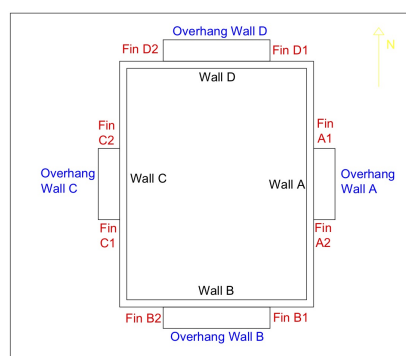 Overhang Wall D
Fin D2
Fin D1
N
Wall D
Fin
C2
Fin
A1
Overhang
Wall C
Wall C
Wall A
Overhang
Wall A
Fin
C1
Fin
A2
Wall B
Fin B2
Fin B1
Overhang Wall B